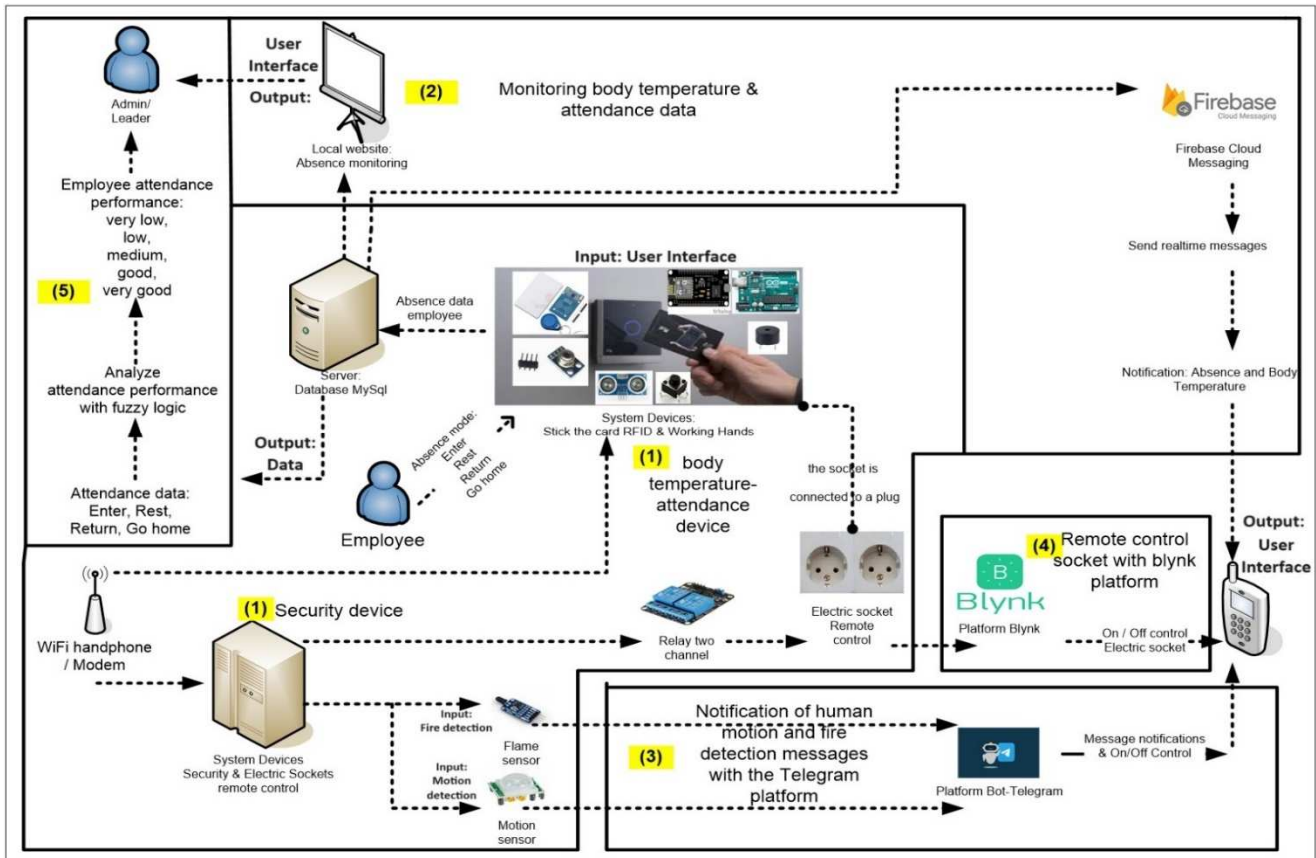 User
Interface
Output:
Admin/
Leader
(2)
Monitoring body temperature &
attendance data
Local website:
Absence monitoring
Firebase
Cloud Messaging
Firebase Cloud
Messaging
Send realtime messages
Notification: Absence and Body
Temperature
Employee attendance
performance:
very low,
low,
medium,
good,
very good
(5)
Analyze
attendance performance
with fuzzy logic
Attendance data:
Enter, Rest,
Return, Go home
Server:
Database MySql
Output:
Data
Absence data
employee
Input: User Interface
System Devices:
Stick the card RFID & Working Hands
Absence mode:
Enter
Rest
Return
Go home
Employee
(1)
body
temperature-
attendance
device
the socket is
connected to a plug
Electric socket
Remote
control
(4)
Remote control
socket with blynk
platform
B
Blynk
Platform Blynk
On / Off control
Electric socket
Output:
User
Interface
WiFi handphone
/ Modem
(1)
Security device
System Devices
Security & Electric Sockets
remote control
Relay two
channel
Input:
Fire detection
Flame
sensor
Input:
Motion
detection
Motion
sensor
(3)
Notification of human
motion and fire
detection messages
with the Telegram
platform
Platform Bot-Telegram
Message notifications
& On/Off Control